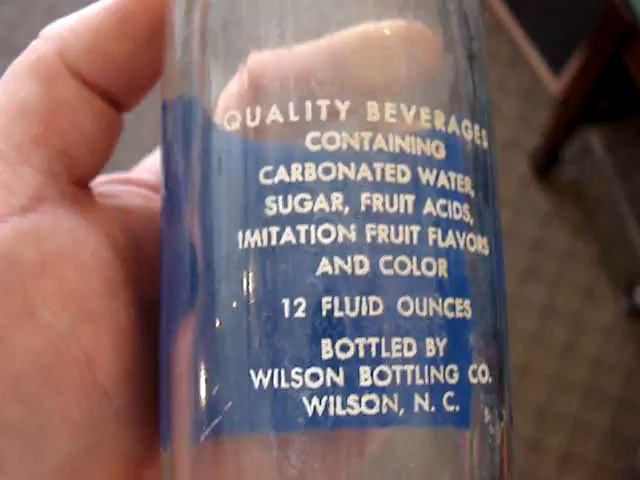 QUALITY BEVERAGES
CONTAINING
CARBONATED WATER,
SUGAR, FRUIT ACIDS,
IMITATION FRUIT FLAVORS
AND COLOR
12 FLUID OUNCES
BOTTLED BY
WILSON BOTTLING CO.
WILSON, N. C.